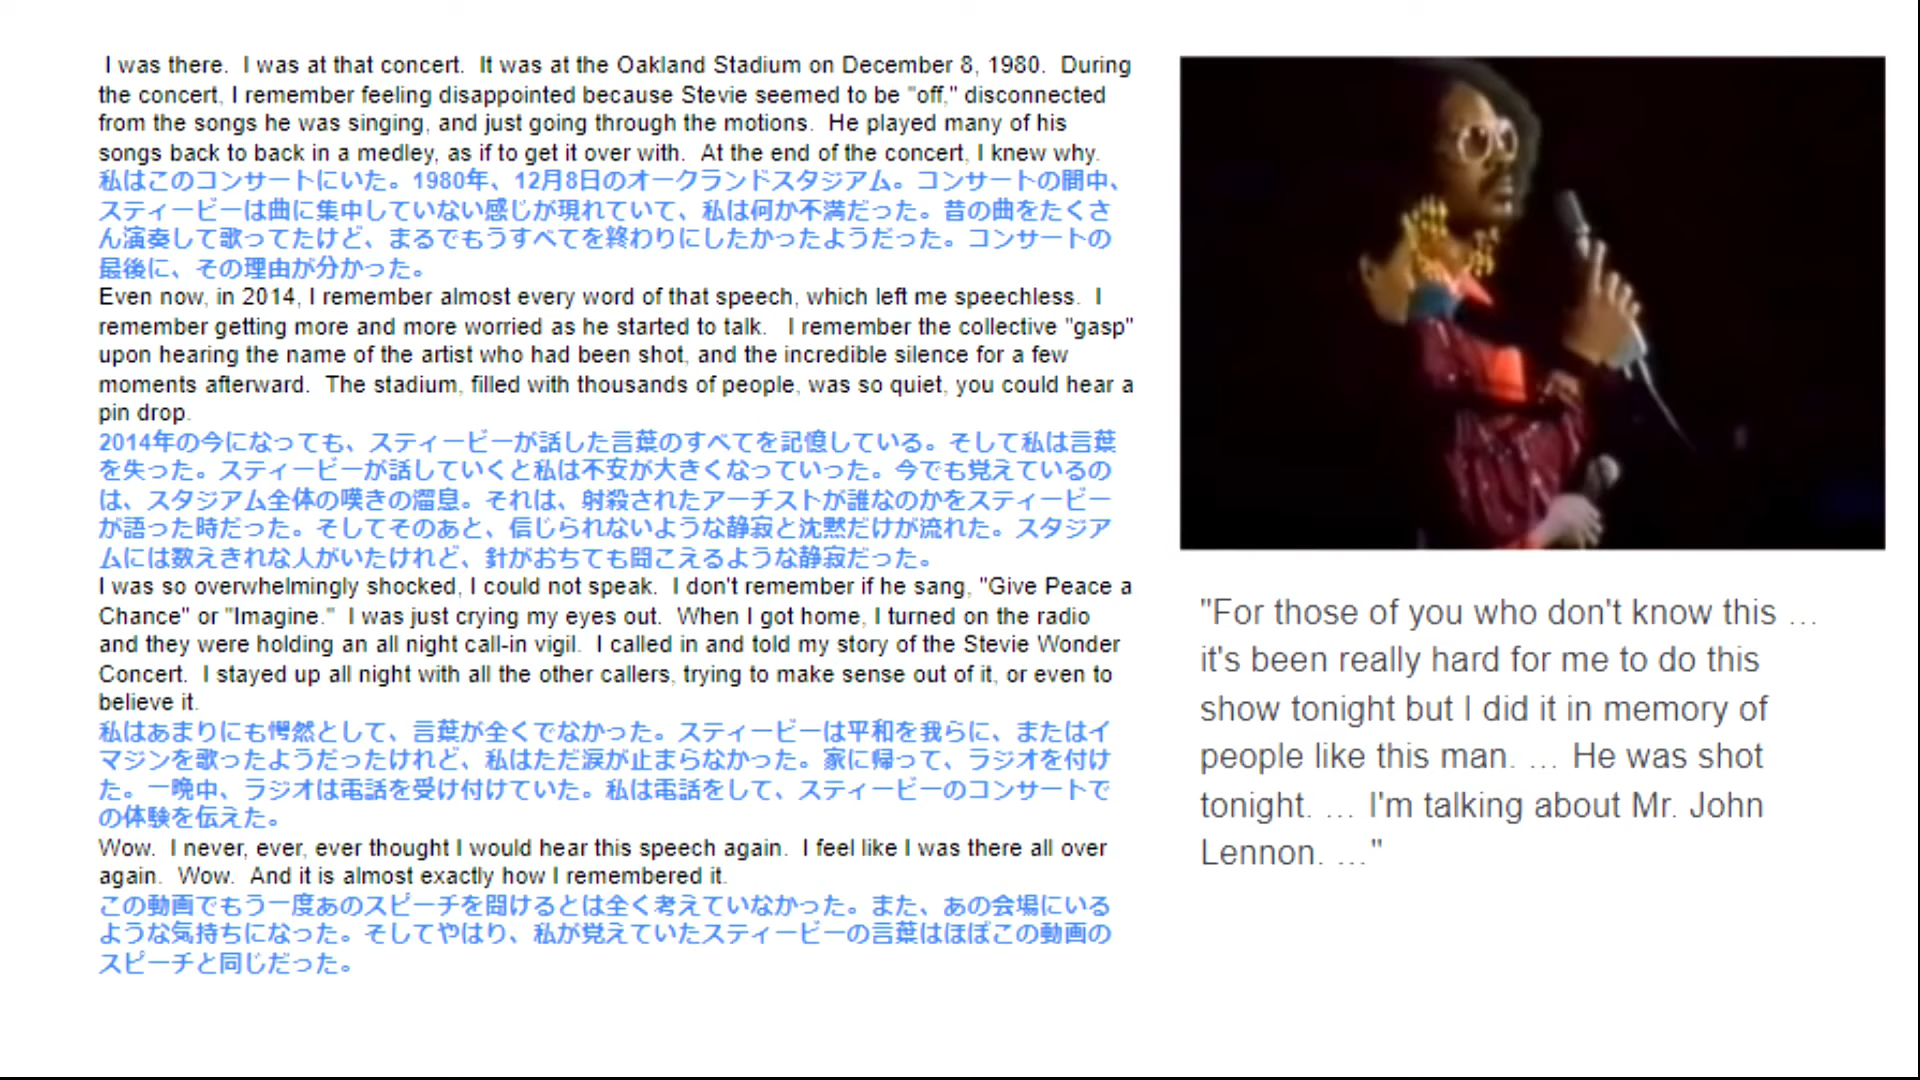 I was there. I was at that concert. It was at the Oakland Stadium on December 8, 1980. During
the concert, I remember feeling disappointed because Stevie seemed to be "off," disconnected
from the songs he was singing, and just going through the motions. He played many of his
songs back to back in a medley, as if to get it over with. At the end of the concert, I knew why.
私はこのコンサートにいた。1980年、12月8日のオークランドスタジアム。コンサートの間中、
スティービーは曲に集中していない感じが現れていて、私は何か不満だった。昔の曲をたくさ
ん演奏して歌ってたけど、まるでもうすべてを終わりにしたかったようだった。コンサートの
最後に、その理由が分かった。
Even now, in 2014, I remember almost every word of that speech, which left me speechless. I
remember getting more and more worried as he started to talk. I remember the collective "gasp"
upon hearing the name of the artist who had been shot, and the incredible silence for a few
moments afterward. The stadium, filled with thousands of people, was so quiet, you could hear a
pin drop.
2014年の今になっても、スティービーが話した言葉のすべてを記憶している。そして私は言葉
を失った。スティービーが話していくと私は不安が大きくなっていった。今でも覚えているの
は、スタジアム全体の嘆きの溜息。それは、射殺されたアーチストが誰なのかをスティービー
が語った時だった。そしてそのあと、信じられないような静寂と沈黙だけが流れた。スタジア
ムには数えきれな人がいたけれど、針がおちても聞こえるような静寂だった。
I was so overwhelmingly shocked, I could not speak. I don't remember if he sang, "Give Peace a
Chance" or "Imagine." I was just crying my eyes out. When I got home, I turned on the radio
and they were holding an all night call-in vigil. I called in and told my story of the Stevie Wonder
Concert. I stayed up all night with all the other callers, trying to make sense out of it, or even to
believe it.
私はあまりにも愕然として、言葉が全くでなかった。スティービーは平和を我らに、またはイ
マジンを歌ったようだったけれど、私はただ涙が止まらなかった。家に帰って、ラジオを付け
た。一晩中、ラジオは電話を受け付けていた。私は電話をして、スティービーのコンサートで
の体験を伝えた。
Wow. I never, ever, ever thought I would hear this speech again. I feel like I was there all over
again. Wow. And it is almost exactly how I remembered it.
この動画でもう一度あのスピーチを聞けるとは全く考えていなかった。また、あの会場にいる
ような気持ちになった。そしてやはり、私が覚えていたスティービーの言葉はほぼこの動画の
スピーチと同じだった。
"For those of you who don't know this ...
it's been really hard for me to do this
show tonight but I did it in memory of
people like this man. ... He was shot
tonight. ... I'm talking about Mr. John
Lennon. ..."